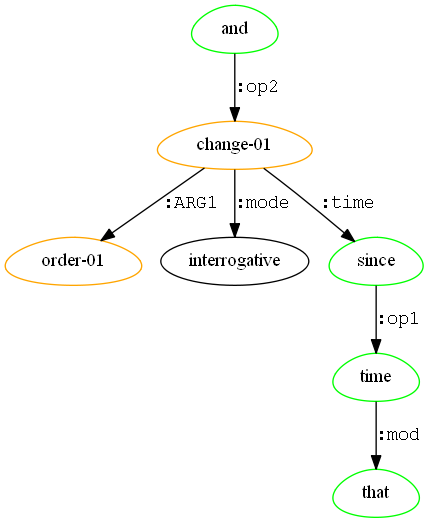 and
:op2
change-01
:ARG1 :mode :time
order-01 interrogative since
:op1
time
:mod
that